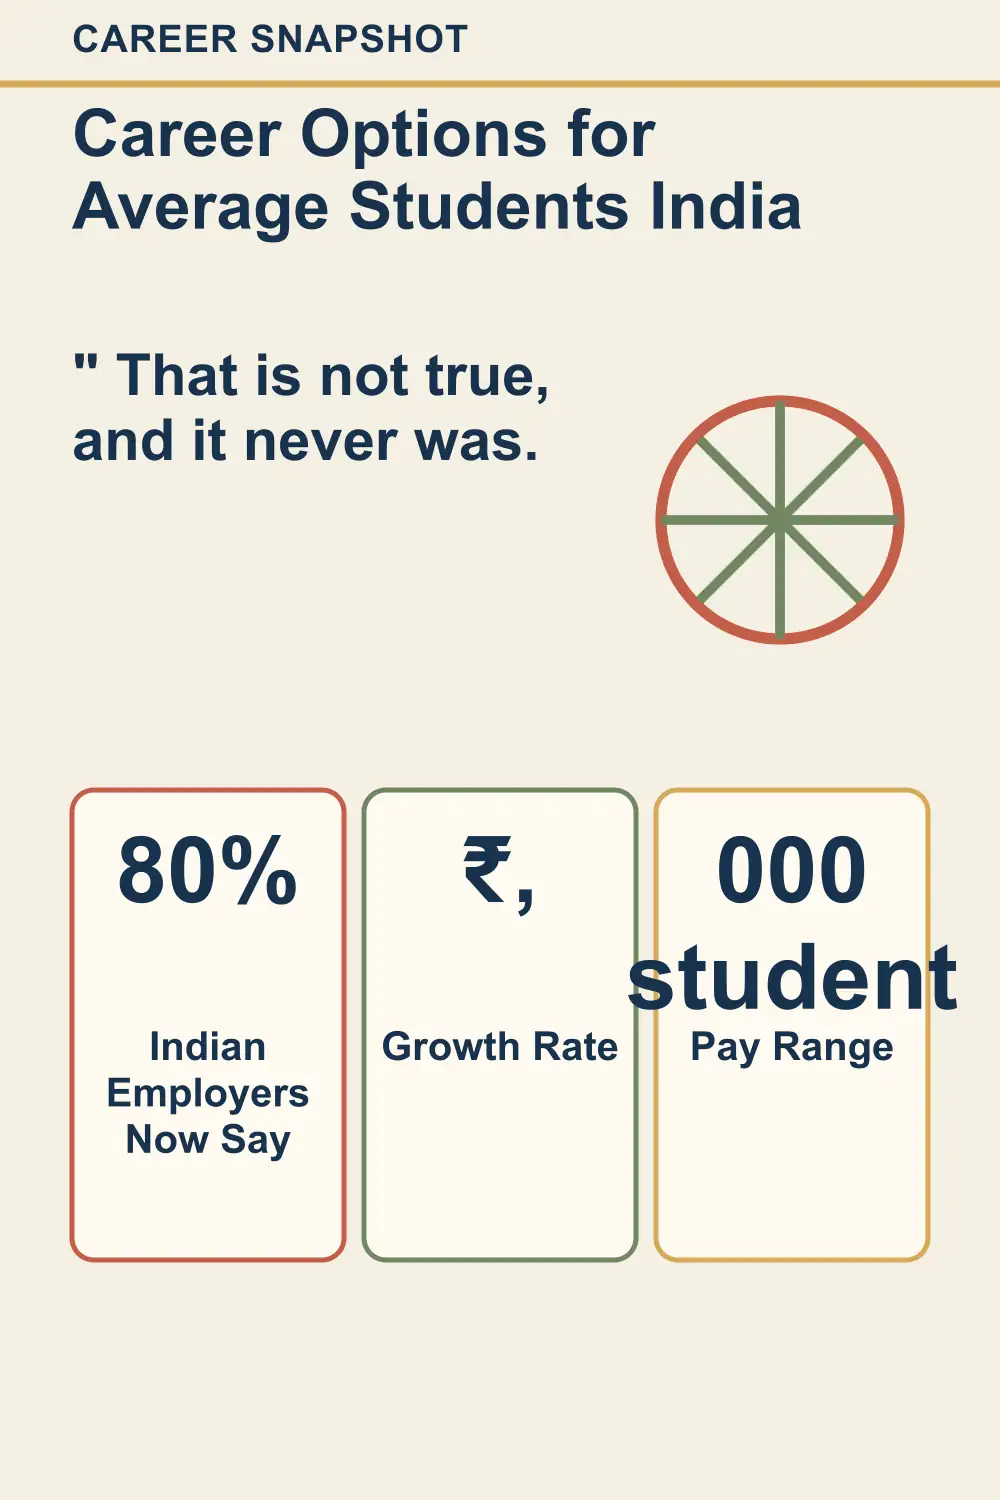 CAREER SNAPSHOT
Career Options for
Average Students India
" That is not true,
and it never was.
80%
Indian
Employers
Now Say
₹,
Growth Rate
000
student
Pay Range